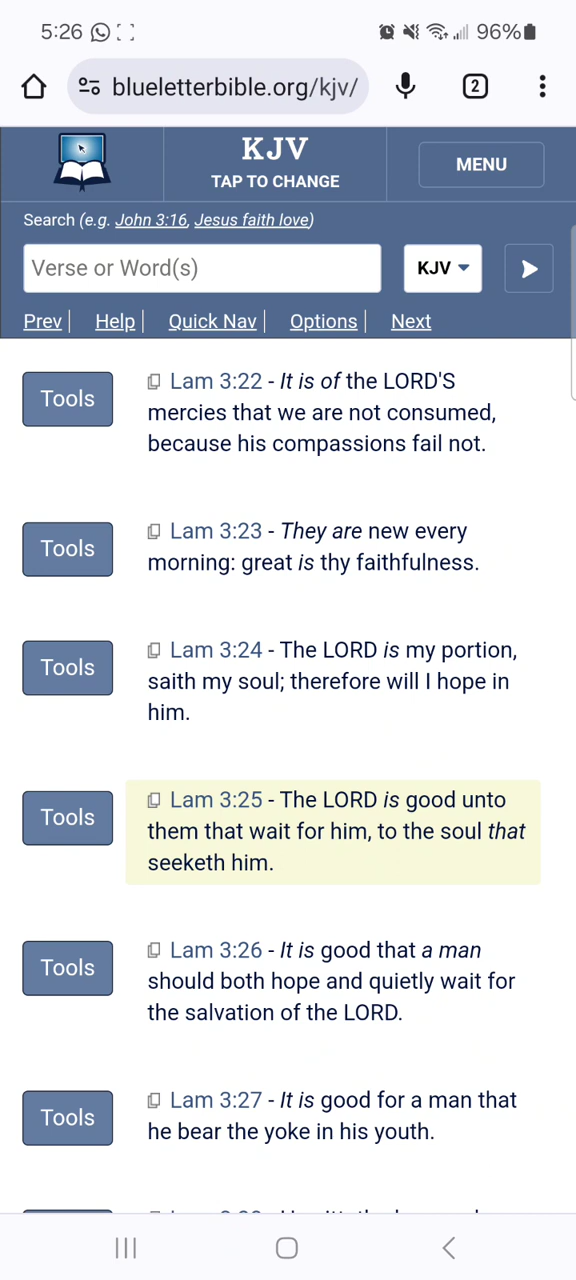 5:26 96%
blueletterbible.org/kjv/ 2
KJV
TAP TO CHANGE
MENU
Search (e.g. John 3:16, Jesus faith love)
Verse or Word(s) KJV
Prev | Help | Quick Nav | Options | Next
Tools
Lam 3:22 - It is of the LORD'S
mercies that we are not consumed,
because his compassions fail not.
Tools
Lam 3:23 - They are new every
morning: great is thy faithfulness.
Tools
Lam 3:24 - The LORD is my portion,
saith my soul; therefore will I hope in
him.
Tools
Lam 3:25 - The LORD is good unto
them that wait for him, to the soul that
seeketh him.
Tools
Lam 3:26 - It is good that a man
should both hope and quietly wait for
the salvation of the LORD.
Tools
Lam 3:27 - It is good for a man that
he bear the yoke in his youth.